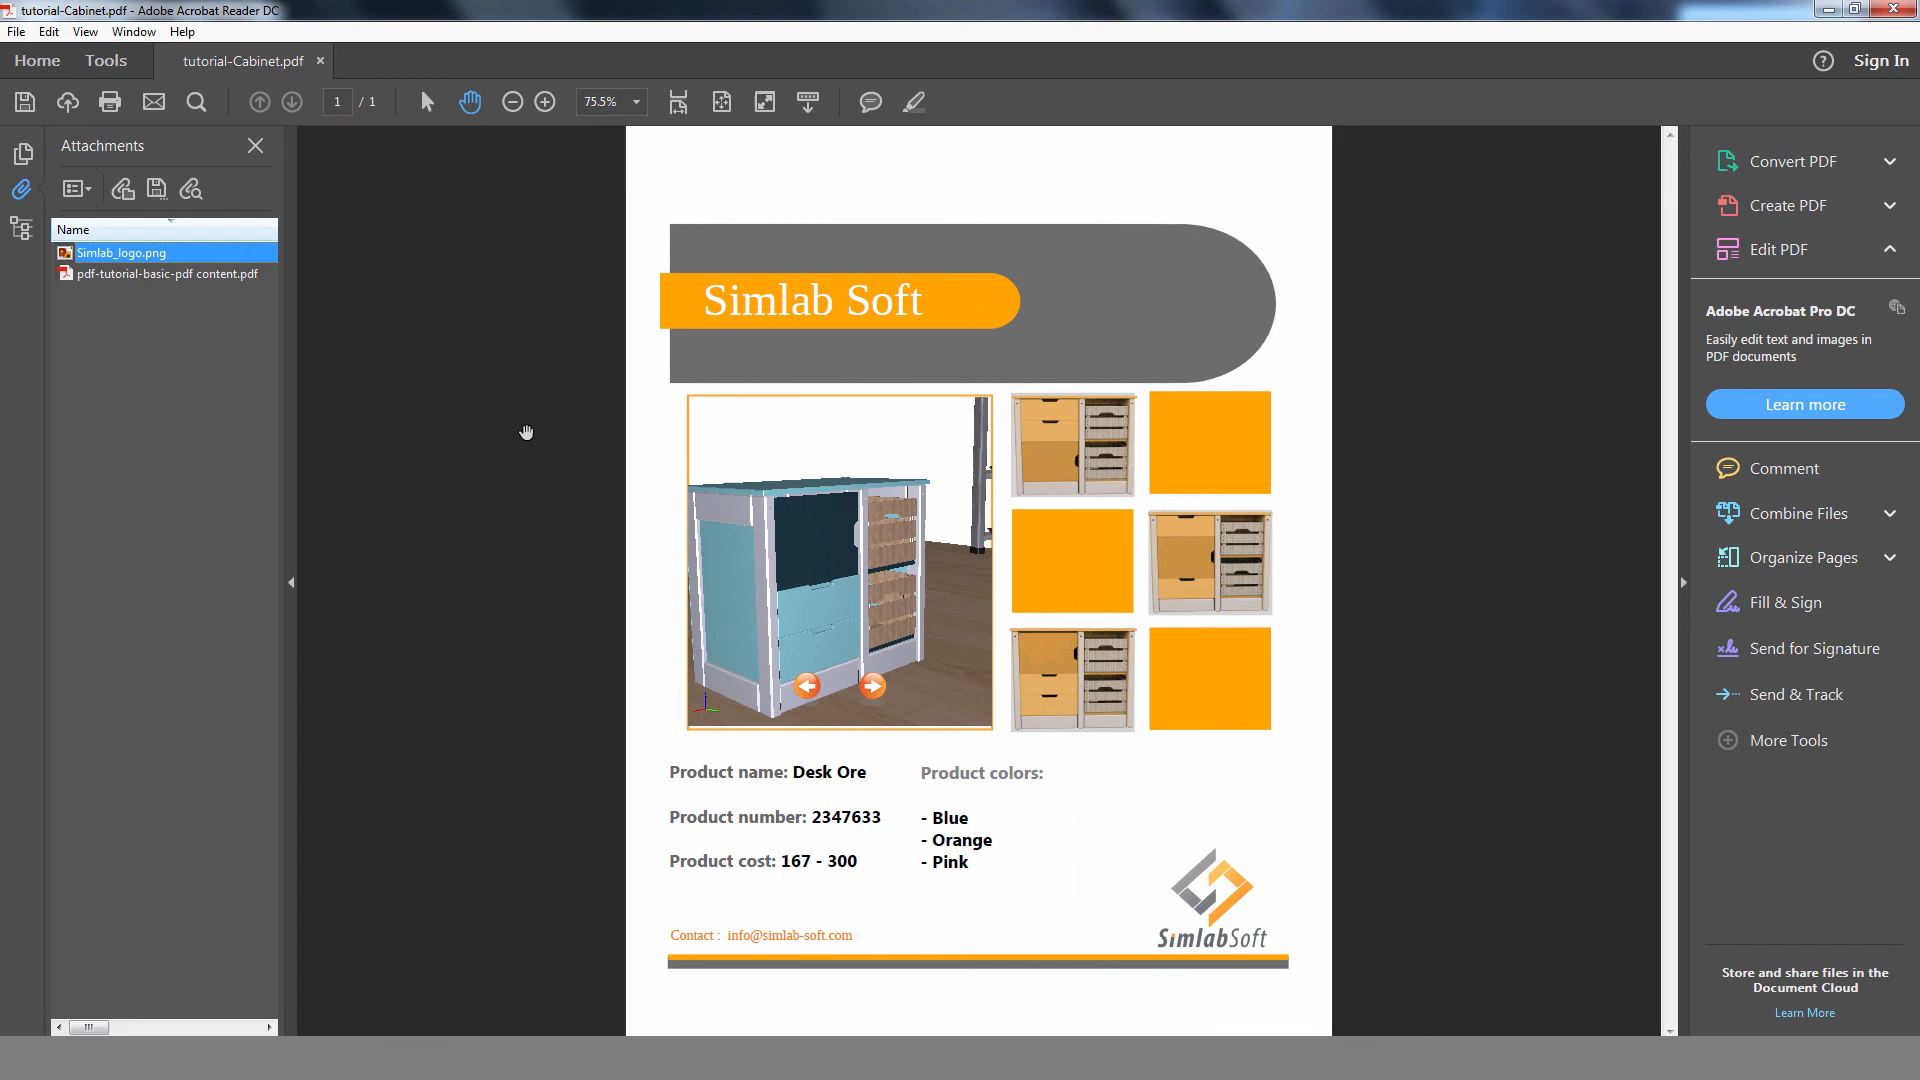 tutorial-Cabinet.pdf - Adobe Acrobat Reader DC
File Edit View Window Help
Home Tools tutorial-Cabinet.pdf × ? Sign In
1 / 1 75.5%
Attachments
Name
Simlab_logo.png
pdf-tutorial-basic-pdf content.pdf
Simlab Soft
Product name: Desk Ore
Product number: 2347633
Product cost: 167 - 300
Product colors:
- Blue
- Orange
- Pink
Contact : info@simlab-soft.com
SimlabSoft
Convert PDF
Create PDF
Edit PDF
Adobe Acrobat Pro DC
Easily edit text and images in
PDF documents
Learn more
Comment
Combine Files
Organize Pages
Fill & Sign
Send for Signature
Send & Track
More Tools
Store and share files in the
Document Cloud
Learn More